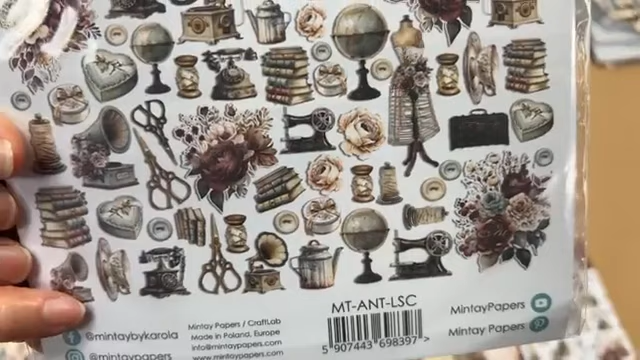 @mintaybykarola
@mintaypapers
Mintay Papers / CraftLab
Made in Poland, Europe
info@mintaypapers.com
www.mintaypapers.com
MT-ANT-LSC
5 907443 698397 >
MintayPapers
Mintay Papers